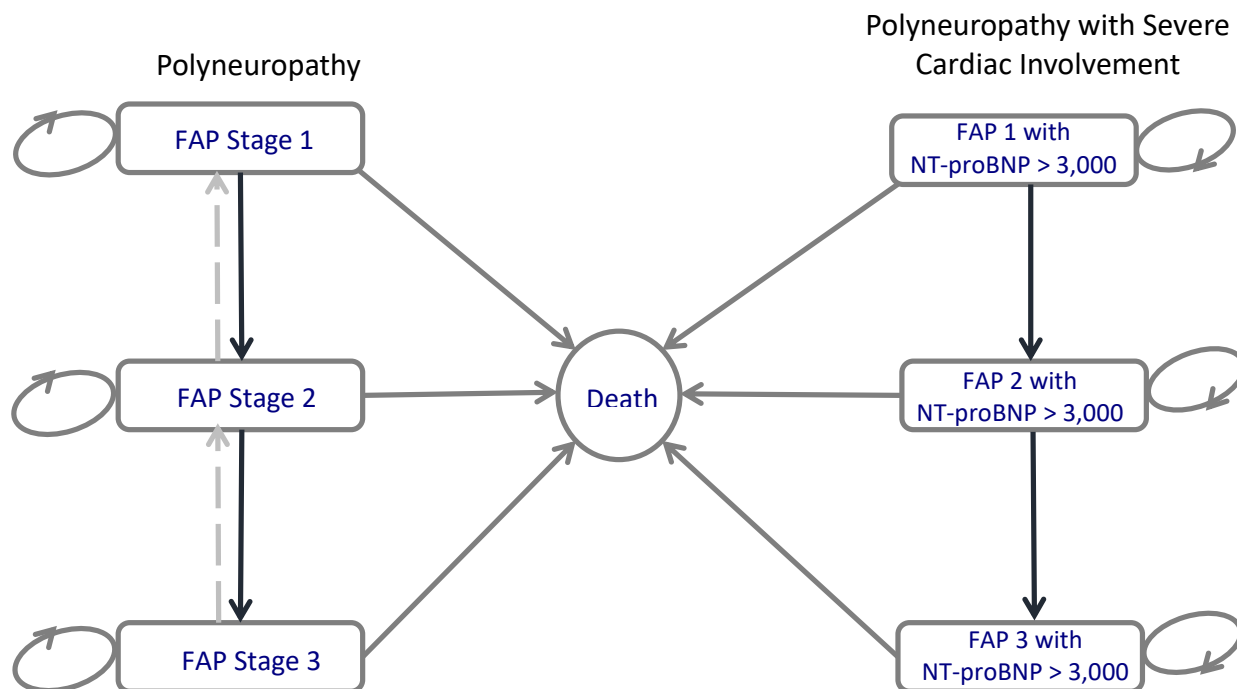 Polyneuropathy
Polyneuropathy with Severe
Cardiac Involvement
FAP Stage 1
FAP 1 with
NT-proBNP > 3,000
FAP Stage 2
Death
FAP 2 with
NT-proBNP > 3,000
FAP Stage 3
FAP 3 with
NT-proBNP > 3,000